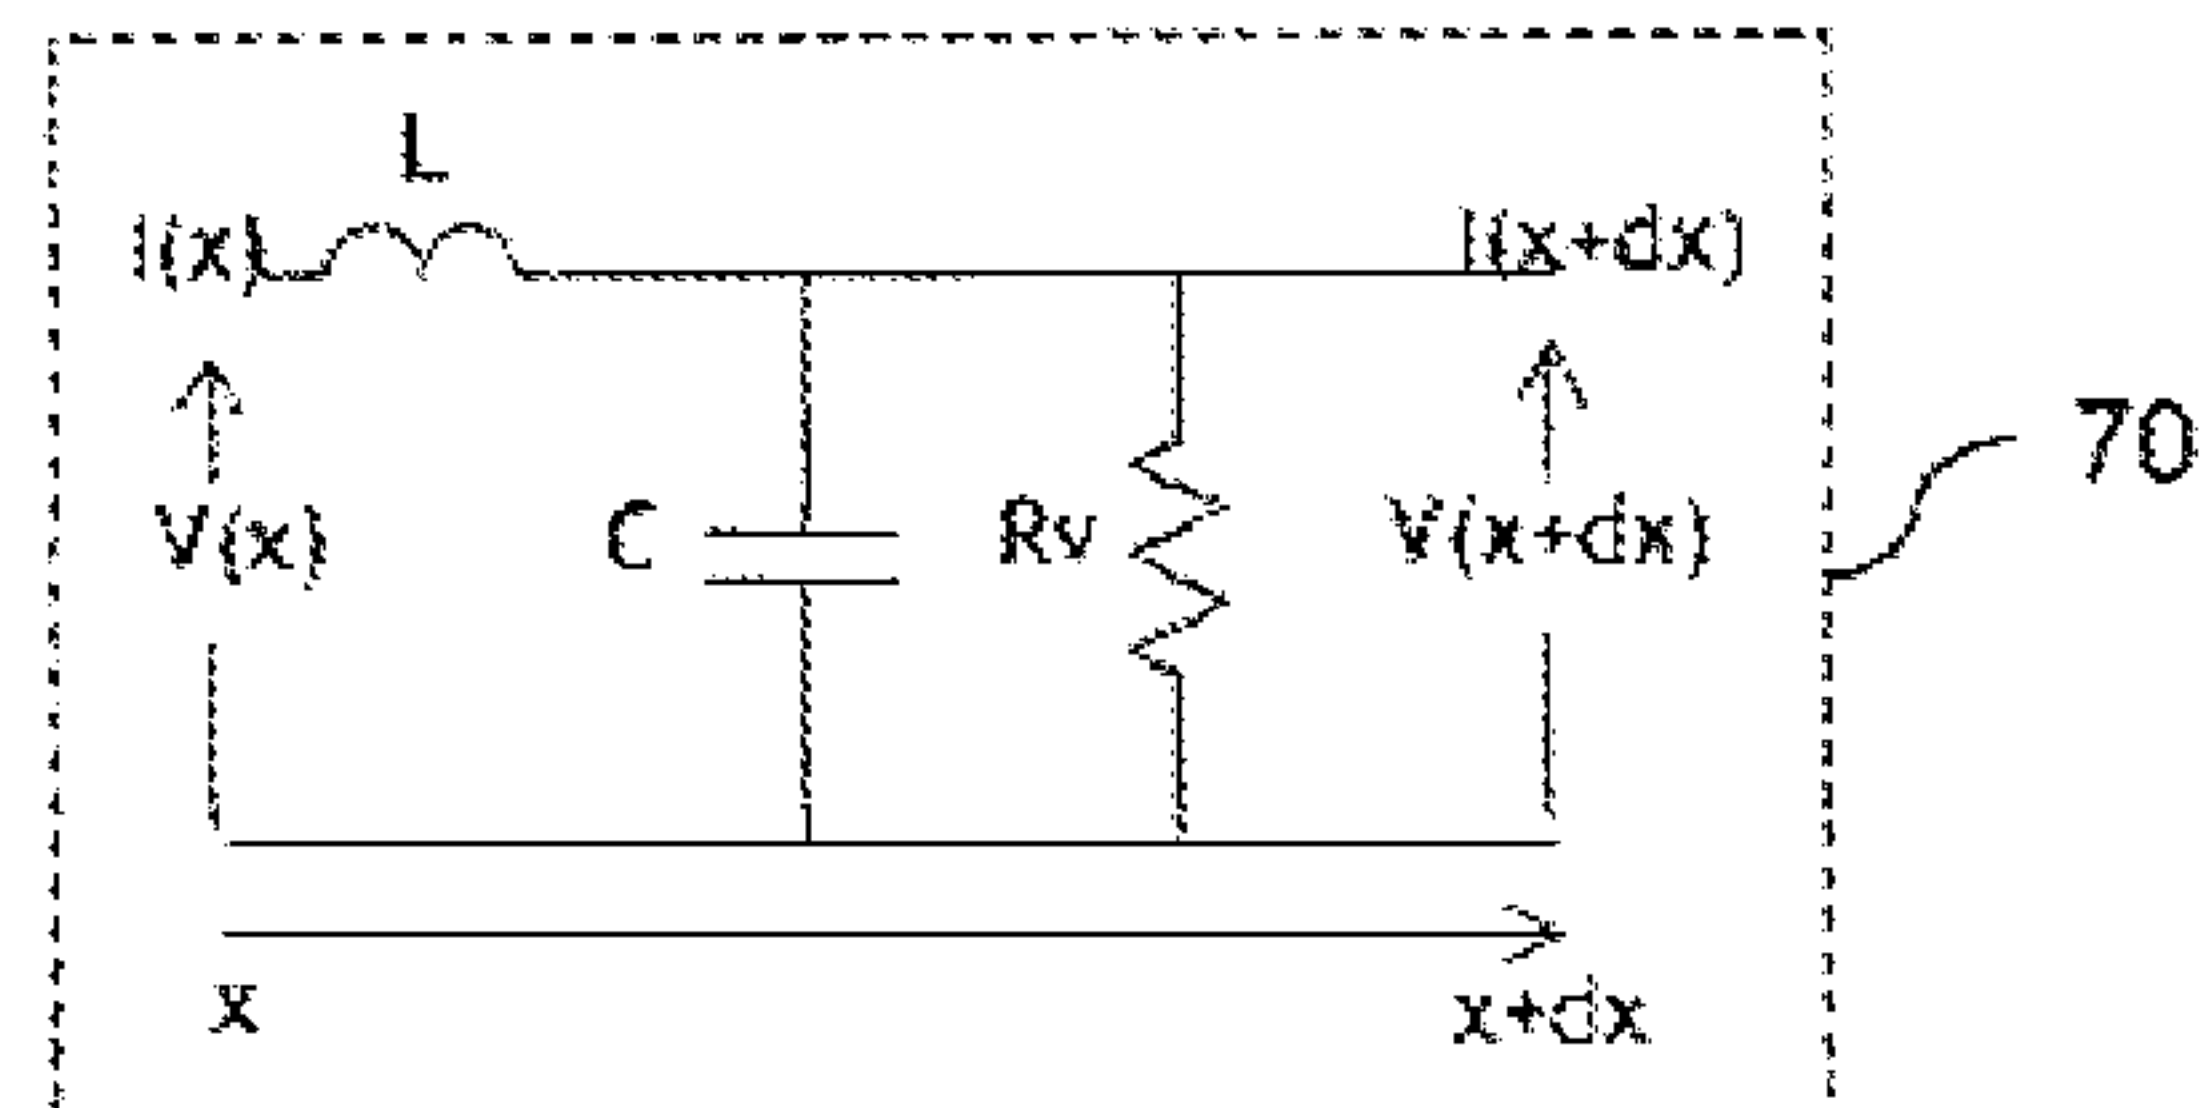 L
I(x)
I(x+dx)
70
V(x)
C
Rv
V(x+dx)
x
x+dx